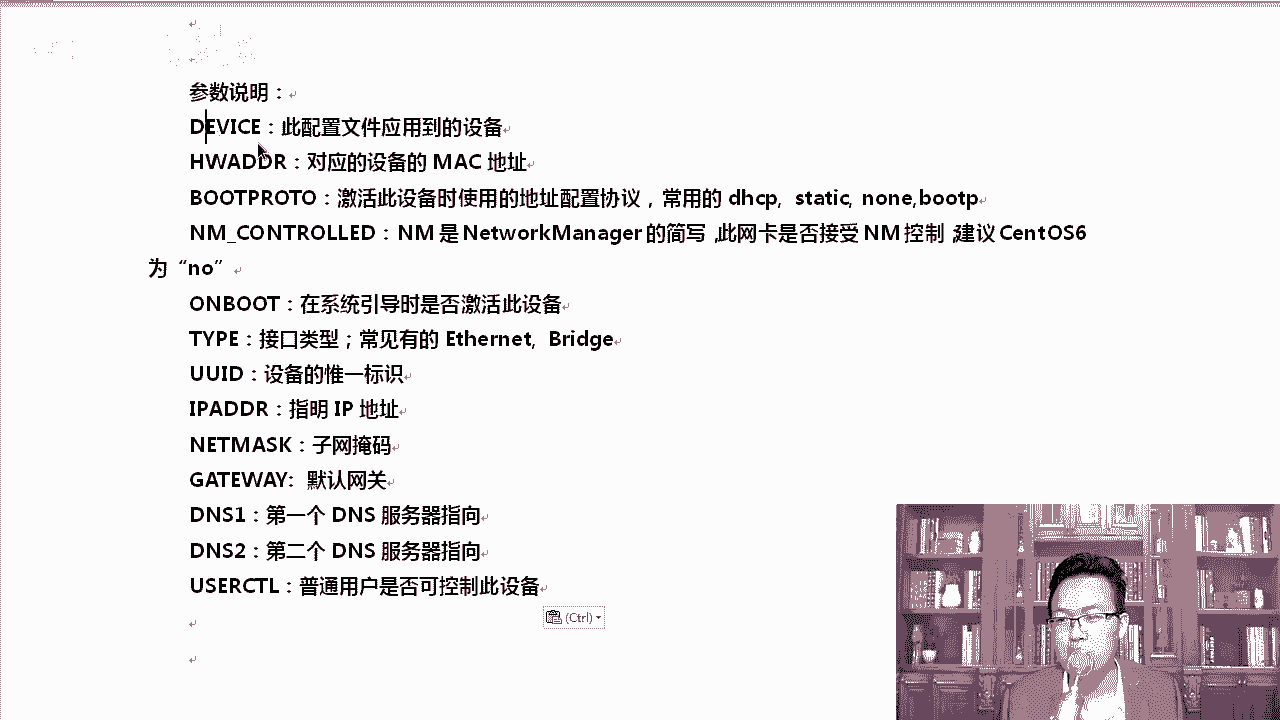 参数说明：
DEVICE：此配置文件应用到的设备
HWADDR：对应的设备的 MAC 地址
BOOTPROTO：激活此设备时使用的地址配置协议，常用的 dhcp, static, none,bootp
NM_CONTROLLED：NM 是 NetworkManager 的简写，此网卡是否接受 NM 控制，建议 CentOS6
为“no”
ONBOOT：在系统引导时是否激活此设备
TYPE：接口类型；常见有的 Ethernet, Bridge
UUID：设备的惟一标识
IPADDR：指明 IP 地址
NETMASK：子网掩码
GATEWAY: 默认网关
DNS1：第一个 DNS 服务器指向
DNS2：第二个 DNS 服务器指向
USERCTL：普通用户是否可控制此设备
(Ctrl)